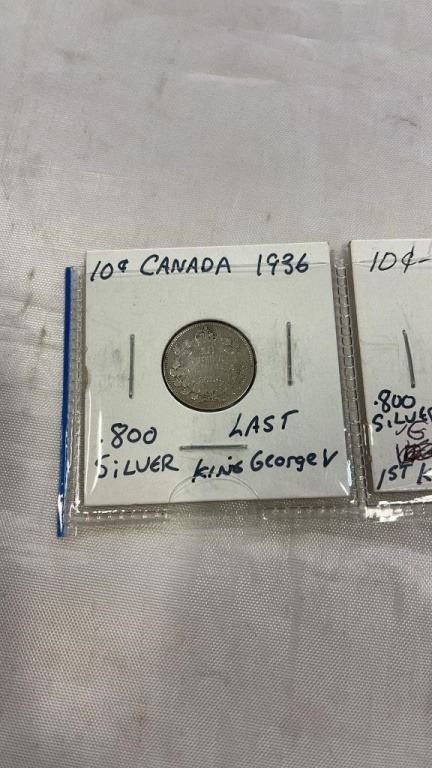 10¢ CANADA 1936
.800
SILVER
LAST
KING George V
10¢-
.800
SILVER
1ST K